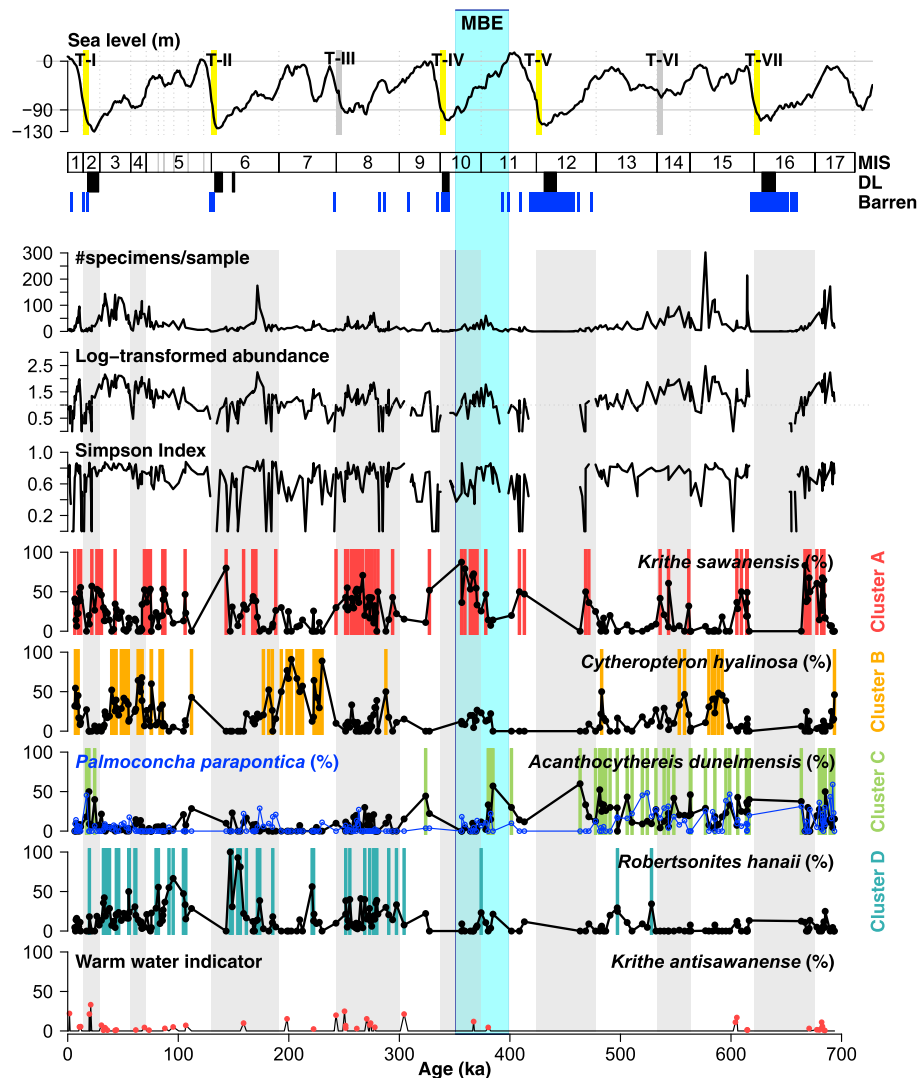 MBE
Sea level (m)
T-I T-II T-III T-IV T-V T-VI T-VII
0
−90
−130
1 2 3 4 5 6 7 8 9 10 11 12 13 14 15 16 17 MIS
DL
Barren
#specimens/sample
300
200
100
0
Log−transformed abundance
2.5
1.5
0.5
Simpson Index
1.0
0.6
0.2
Krithe sawanensis (%)
100
50
0
Cluster A
Cytheropteron hyalinosa (%)
100
50
0
Cluster B
Palmoconcha parapontica (%) Acanthocythereis dunelmensis (%)
100
50
0
Cluster C
Robertsonites hanaii (%)
100
50
0
Cluster D
Warm water indicator Krithe antisawanense (%)
100
50
0
0 100 200 300 400 500 600 700
Age (ka)